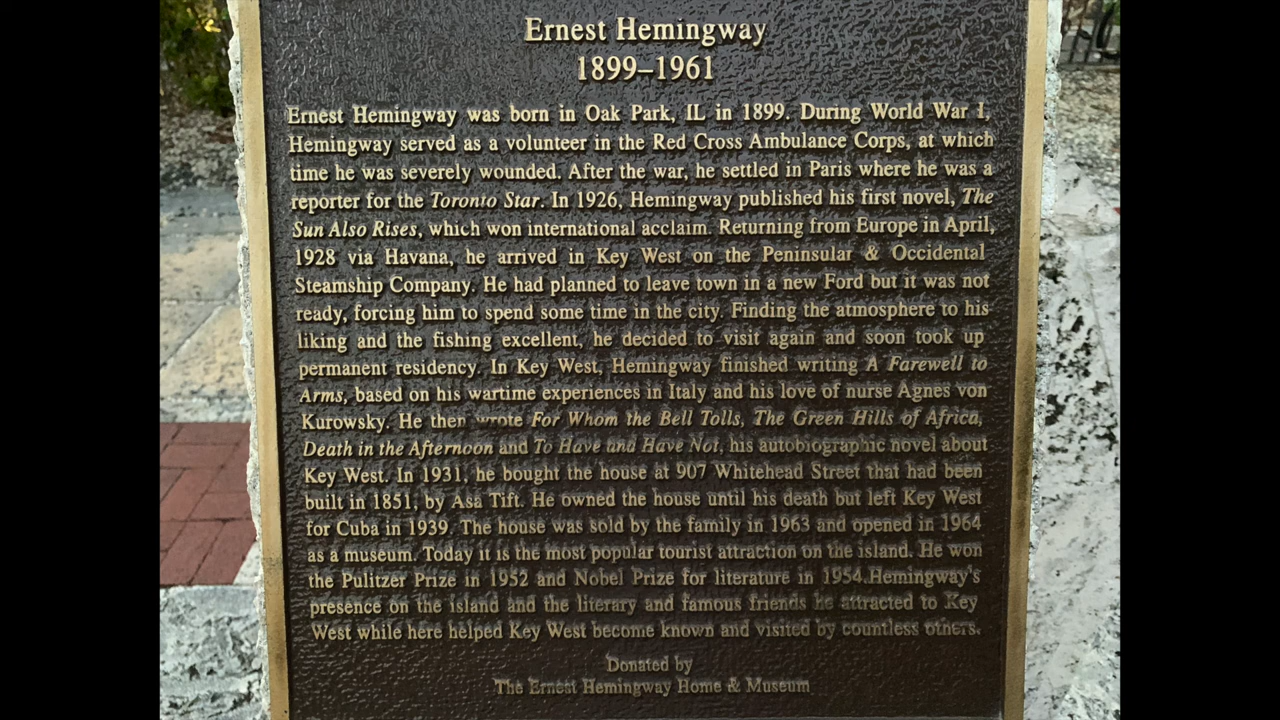 Ernest Hemingway
1899–1961
Ernest Hemingway was born in Oak Park, IL in 1899. During World War I,
Hemingway served as a volunteer in the Red Cross Ambulance Corps, at which
time he was severely wounded. After the war, he settled in Paris where he was a
reporter for the Toronto Star. In 1926, Hemingway published his first novel, The
Sun Also Rises, which won international acclaim. Returning from Europe in April,
1928 via Havana, he arrived in Key West on the Peninsular & Occidental
Steamship Company. He had planned to leave town in a new Ford but it was not
ready, forcing him to spend some time in the city. Finding the atmosphere to his
liking and the fishing excellent, he decided to visit again and soon took up
permanent residency. In Key West, Hemingway finished writing A Farewell to
Arms, based on his wartime experiences in Italy and his love of nurse Agnes von
Kurowsky. He then wrote For Whom the Bell Tolls, The Green Hills of Africa,
Death in the Afternoon and To Have and Have Not, his autobiographic novel about
Key West. In 1931, he bought the house at 907 Whitehead Street that had been
built in 1851, by Asa Tift. He owned the house until his death but left Key West
for Cuba in 1939. The house was sold by the family in 1963 and opened in 1964
as a museum. Today it is the most popular tourist attraction on the island. He won
the Pulitzer Prize in 1952 and Nobel Prize for literature in 1954.Hemingway's
presence on the island and the literary and famous friends he attracted to Key
West while here helped Key West become known and visited by countless others.
Donated by
The Ernest Hemingway Home & Museum